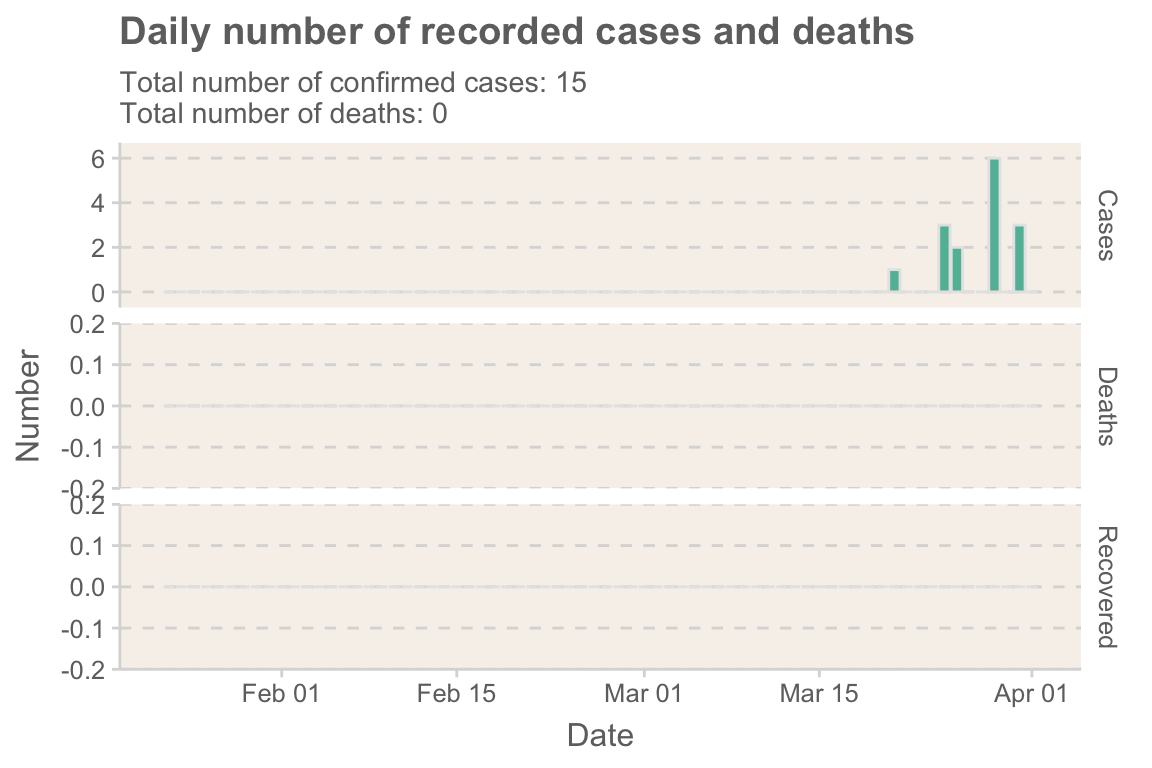 Daily number of recorded cases and deaths
Total number of confirmed cases: 15
Total number of deaths: 0
6
4
2
0
Cases
0.2
0.1
0.0
-0.1
-0.2
Deaths
Number
0.2
0.1
0.0
-0.1
-0.2
Recovered
Feb 01 Feb 15 Mar 01 Mar 15 Apr 01
Date